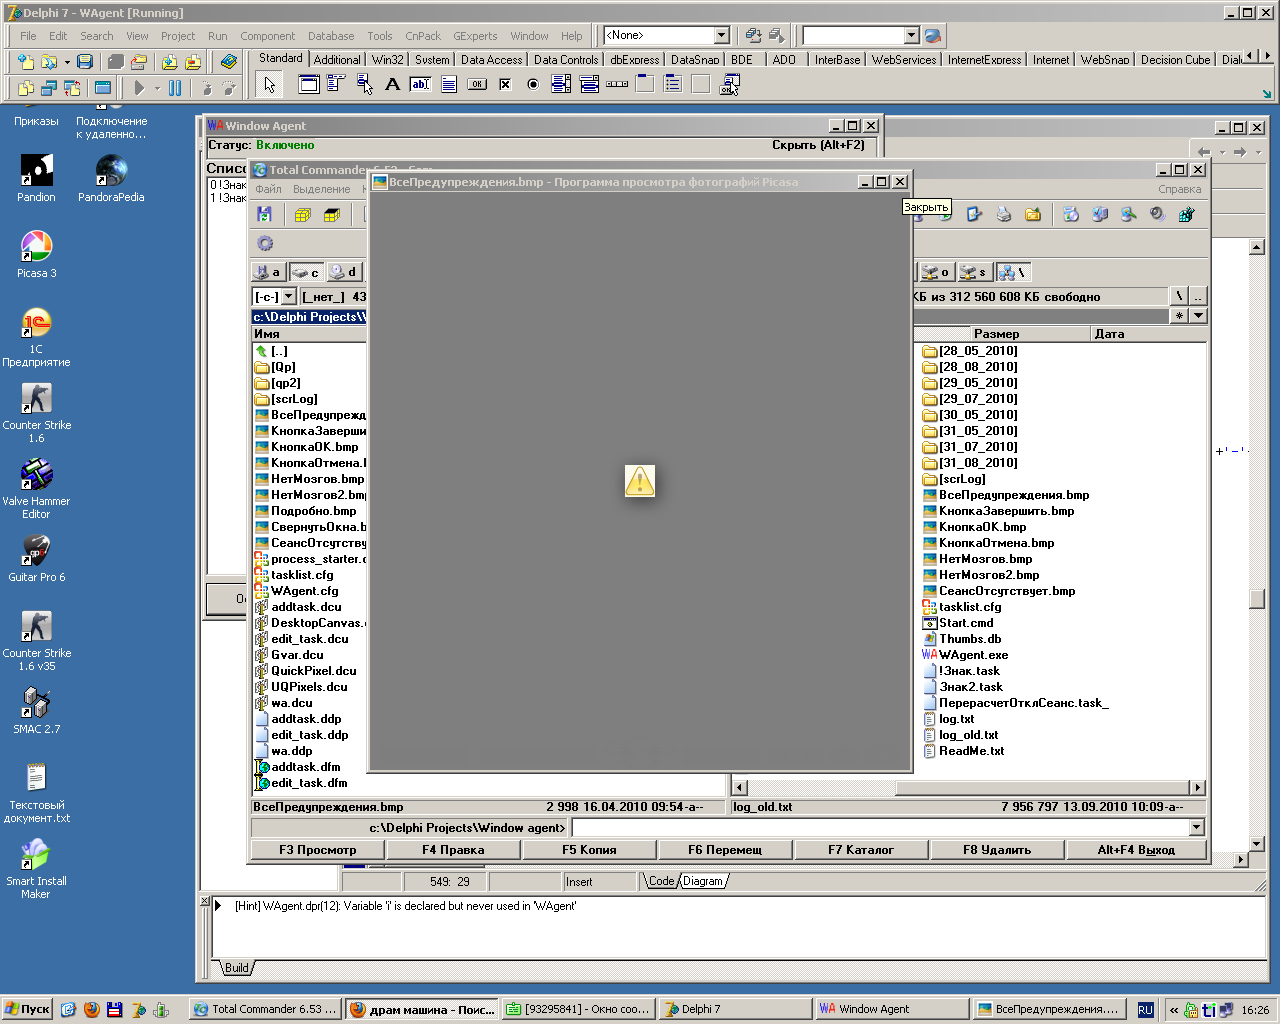 Delphi 7 - WAgent [Running]
File Edit Search View Project Run Component Database Tools CnPack GExperts Window Help
<None>
Standard Additional Win32 System Data Access Data Controls dbExpress DataSnap BDE ADO InterBase WebServices InternetExpress Internet WebSnap Decision Cube
Приказы
Подключение
к удаленно...
Pandion
PandoraPedia
Picasa 3
1С
Предприятие
Counter Strike
1.6
Valve Hammer
Editor
Guitar Pro 6
Counter Strike
1.6 v35
SMAC 2.7
Текстовый
документ.txt
Smart Install
Maker
Window Agent
Статус: Включено
Скрыть (Alt+F2)
0 !Знак
1 !Знак
Total Commander
Файл Выделение
Справка
ВсеПредупреждения.bmp - Программа просмотра фотографий Picasa
Закрыть
a c d
o s \
[-c-] [_нет_] 43
КБ из 312 560 608 КБ свободно
\ ..
c:\Delphi Projects\
* 
Имя
[..]
[Qp]
[qp2]
[scrLog]
ВсеПредупрежд
КнопкаЗаверши
КнопкаОК.bmp
КнопкаОтмена.
НетМозгов.bmp
НетМозгов2.bmp
Подробно.bmp
СвернутьОкна.b
СеансОтсутству
process_starter.
tasklist.cfg
WAgent.cfg
addtask.dcu
DesktopCanvas.
edit_task.dcu
Gvar.dcu
QuickPixel.dcu
UQPixels.dcu
wa.dcu
addtask.ddp
edit_task.ddp
wa.ddp
addtask.dfm
edit_task.dfm
Размер Дата
[28_05_2010]
[28_08_2010]
[29_05_2010]
[29_07_2010]
[30_05_2010]
[31_05_2010]
[31_07_2010]
[31_08_2010]
[scrLog]
ВсеПредупреждения.bmp
КнопкаЗавершить.bmp
КнопкаОК.bmp
КнопкаОтмена.bmp
НетМозгов.bmp
НетМозгов2.bmp
СеансОтсутствует.bmp
tasklist.cfg
Start.cmd
Thumbs.db
WAgent.exe
!Знак.task
Знак2.task
ПерерасчетОтклСеанс.task_
log.txt
log_old.txt
ReadMe.txt
+'-'
ВсеПредупреждения.bmp 2 998 16.04.2010 09:54 -a--
log_old.txt 7 956 797 13.09.2010 10:09 -a--
c:\Delphi Projects\Window agent>
F3 Просмотр F4 Правка F5 Копия F6 Перемещ F7 Каталог F8 Удалить Alt+F4 Выход
549: 29 Insert Code Diagram
[Hint] WAgent.dpr(12): Variable 'i' is declared but never used in 'WAgent'
Build
Пуск
Total Commander 6.53 ...
драм машина - Поис...
[93295841] - Окно соо...
Delphi 7
Window Agent
ВсеПредупреждения....
RU
16:26